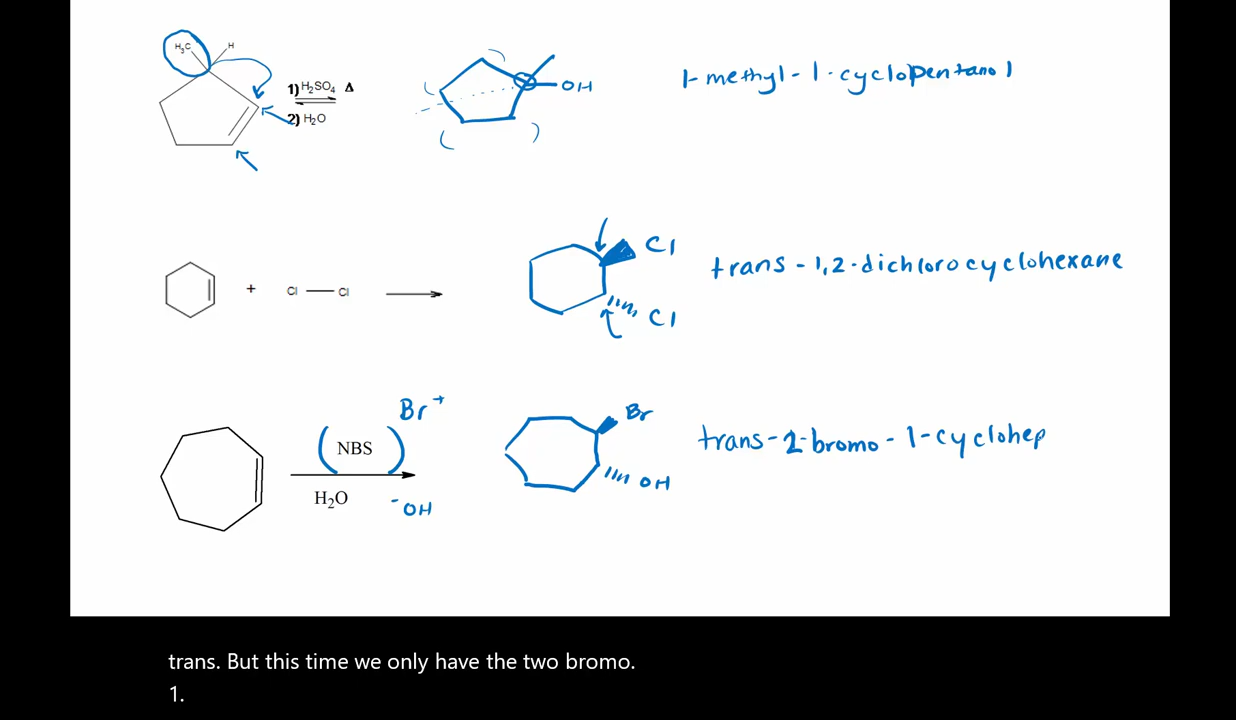 H₃C H
1) H₂SO₄ Δ
2) H₂O
OH
1-methyl-1-cyclopentanol
+ Cl Cl
Cl
Cl
trans-1,2-dichlorocyclohexane
Br⁺
NBS
H₂O
⁻OH
Br
OH
trans-2-bromo-1-cyclohep
trans. But this time we only have the two bromo.
1.